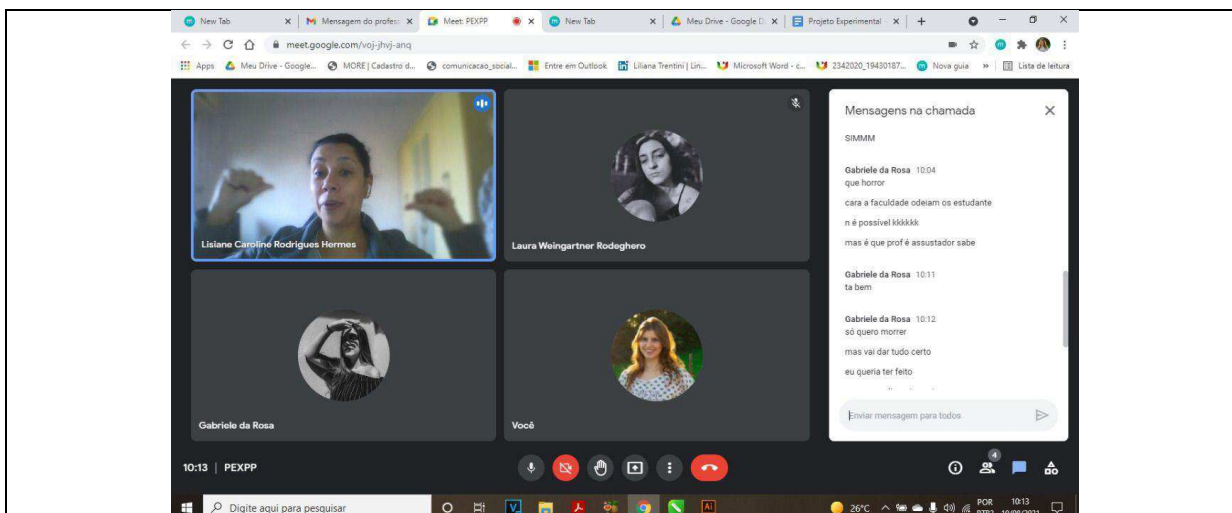 New Tab
Mensagem do profes
Meet: PEXPP
New Tab
Meu Drive - Google D
Projeto Experimental -
meet.google.com/voj-jhvj-anq
Apps
Meu Drive - Google...
MORE | Cadastro d...
comunicacao_social...
Entre em Outlook
Liliana Trentini | Lin...
Microsoft Word - c...
2342020_19430187...
Nova guia
»
Lista de leitura
Lisiane Caroline Rodrigues Hermes
Laura Weingartner Rodeghero
Gabriele da Rosa
Você
Mensagens na chamada
SIMMM
Gabriele da Rosa 10:04
que horror
cara a faculdade odeiam os estudante
n é possível kkkkkk
mas é que prof é assustador sabe
Gabriele da Rosa 10:11
ta bem
Gabriele da Rosa 10:12
só quero morrer
mas vai dar tudo certo
eu queria ter feito
Enviar mensagem para todos
10:13 | PEXPP
4
Digite aqui para pesquisar
Ai
26°C
POR
10:13